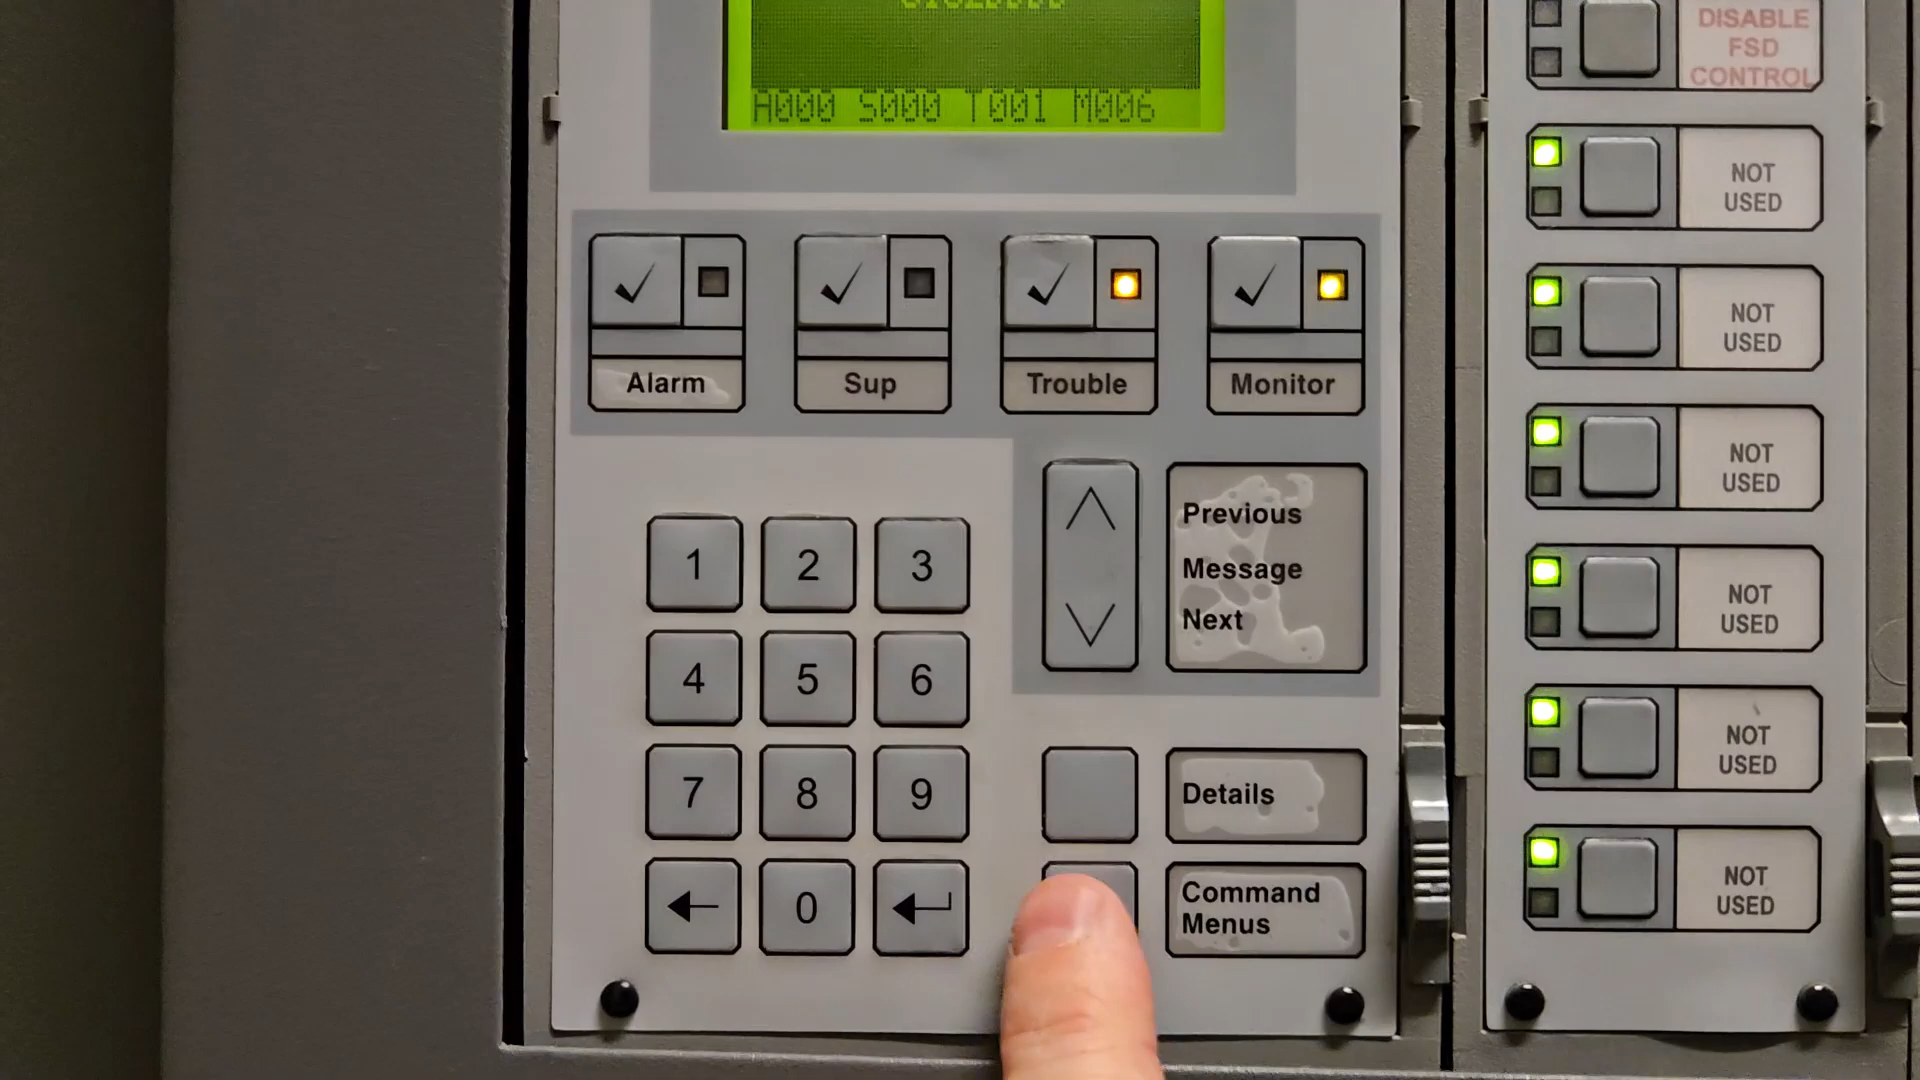 A000 S000 T001 M006
DISABLE
FSD
CONTROL
NOT
USED
NOT
USED
NOT
USED
NOT
USED
NOT
USED
NOT
USED
Alarm
Sup
Trouble
Monitor
Previous
Message
Next
1 2 3
4 5 6
7 8 9
0
Details
Command
Menus